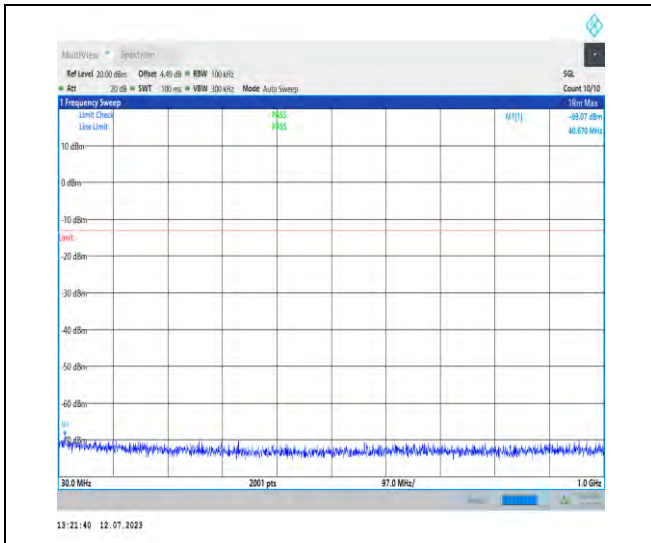 MultiView Spectrum
Ref Level 20.00 dBm Offset 4.49 dB RBW 100 kHz SGL
Att 20 dB SWT 100 ms VBW 300 kHz Mode Auto Sweep Count 10/10
1 Frequency Sweep 1Rm Max
Limit Check PASS M1[1] -69.07 dBm
Line Limit PASS 40.670 MHz
10 dBm
0 dBm
-10 dBm
Limit
-20 dBm
-30 dBm
-40 dBm
-50 dBm
-60 dBm
M1
-70 dBm
30.0 MHz 2001 pts 97.0 MHz/ 1.0 GHz
13:21:40 12.07.2023